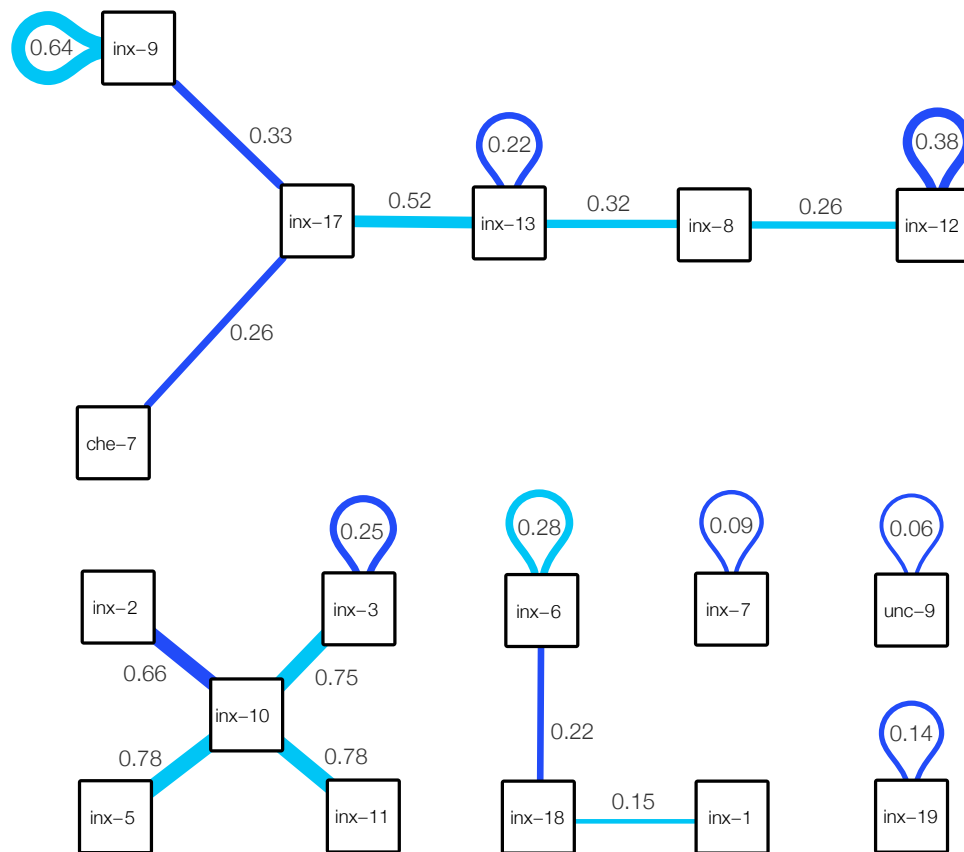 0.64
inx–9
0.33
0.22
0.38
inx–17
0.52
inx–13
0.32
inx–8
0.26
inx–12
0.26
che–7
0.25
0.28
0.09
0.06
inx–2
inx–3
inx–6
inx–7
unc–9
0.66
0.75
inx–10
0.78
0.78
0.22
0.14
inx–5
inx–11
inx–18
0.15
inx–1
inx–19